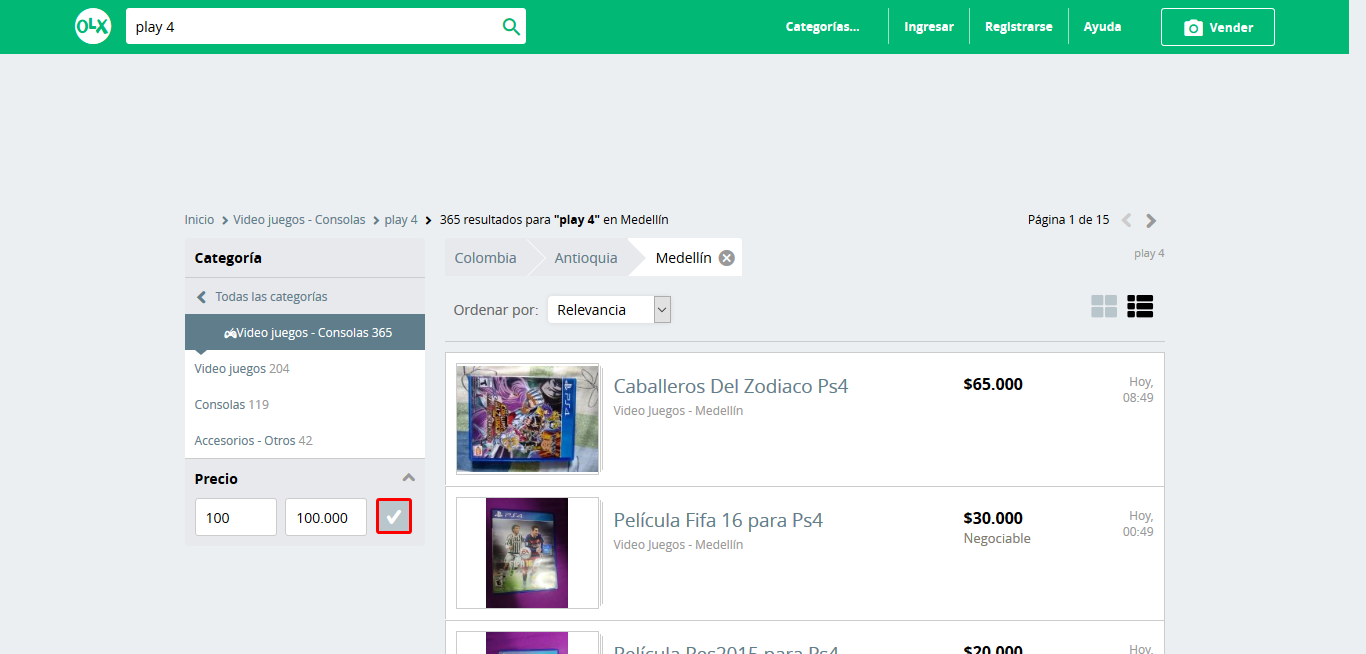 OLX
play 4
Categorías...
Ingresar
Registrarse
Ayuda
Vender
Inicio
Video juegos - Consolas
play 4
365 resultados para "play 4" en Medellín
Página 1 de 15
Categoría
Colombia
Antioquia
Medellín
play 4
Todas las categorías
Ordenar por:
Relevancia
Video juegos - Consolas 365
Video juegos 204
Consolas 119
Accesorios - Otros 42
Precio
100
100.000
Caballeros Del Zodiaco Ps4
Video Juegos - Medellín
$65.000
Hoy,
08:49
PS4
Película Fifa 16 para Ps4
Video Juegos - Medellín
$30.000
Negociable
Hoy,
00:49
PS4
Película Pes2015 para Ps4
$20.000
Hoy,